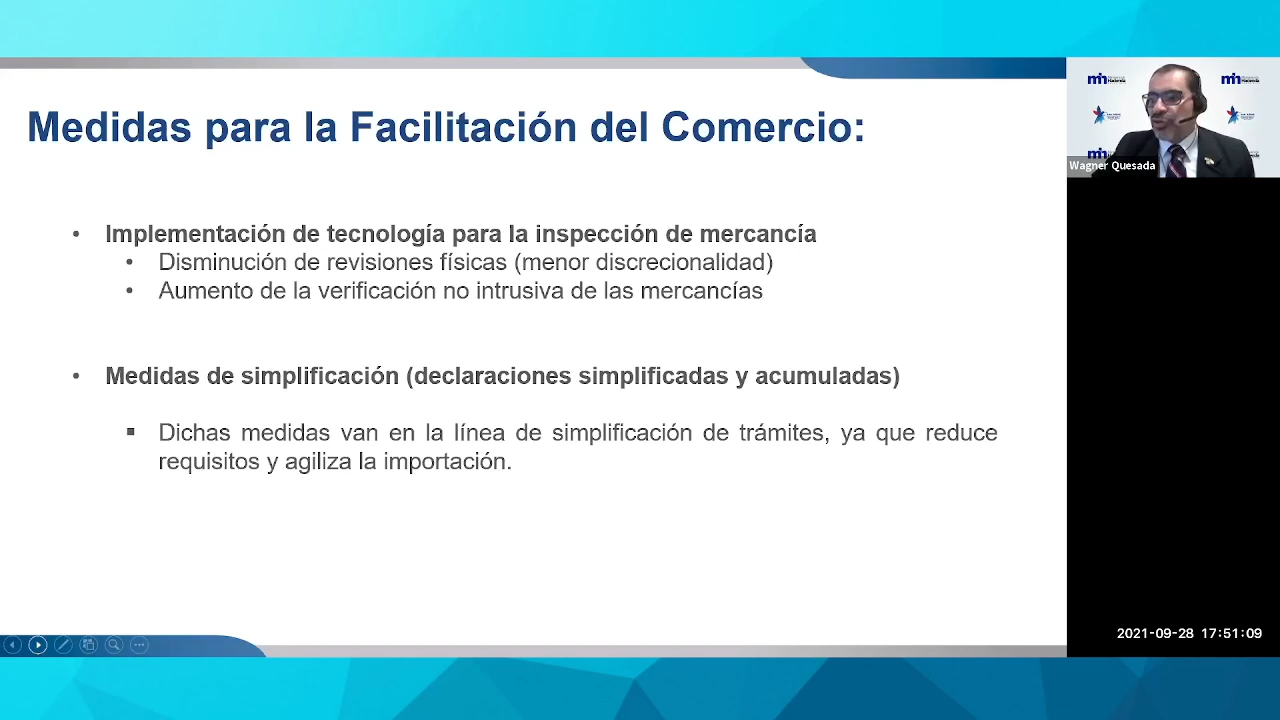 Medidas para la Facilitación del Comercio:
• Implementación de tecnología para la inspección de mercancía
• Disminución de revisiones físicas (menor discrecionalidad)
• Aumento de la verificación no intrusiva de las mercancías
• Medidas de simplificación (declaraciones simplificadas y acumuladas)
▪ Dichas medidas van en la línea de simplificación de trámites, ya que reduce
requisitos y agiliza la importación.
Wagner Quesada
2021-09-28 17:51:09